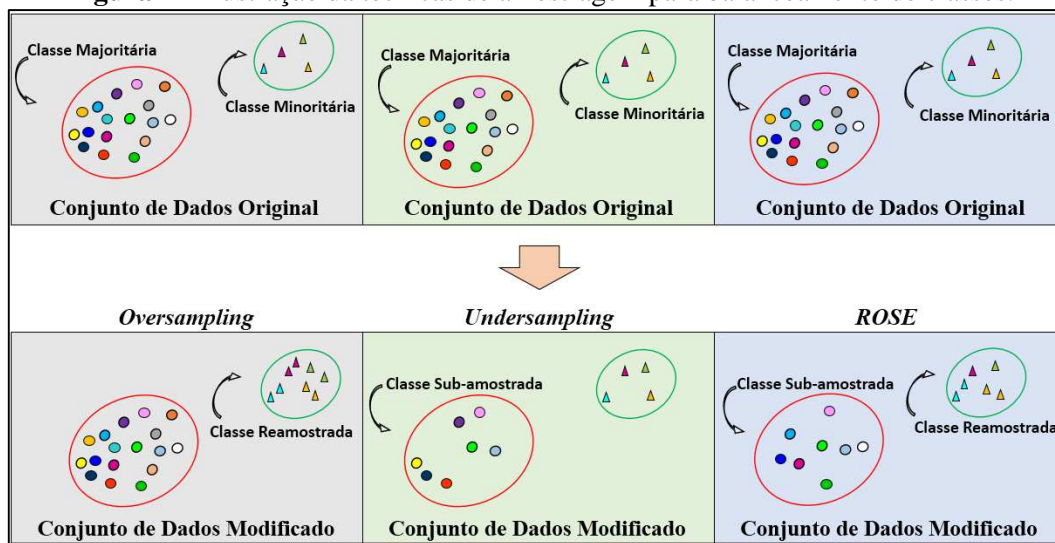 Classe Majoritária
Classe Minoritária
Conjunto de Dados Original
Classe Majoritária
Classe Minoritária
Conjunto de Dados Original
Classe Majoritária
Classe Minoritária
Conjunto de Dados Original
Oversampling
Undersampling
ROSE
Classe Reamostrada
Conjunto de Dados Modificado
Classe Sub-amostrada
Conjunto de Dados Modificado
Classe Sub-amostrada
Classe Reamostrada
Conjunto de Dados Modificado